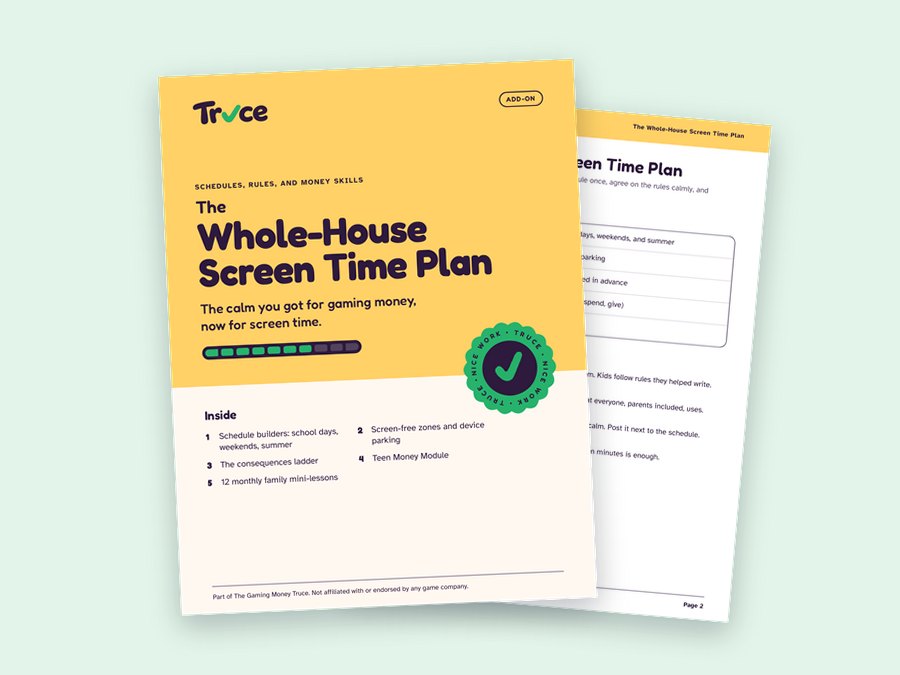 Truce
ADD-ON
SCHEDULES, RULES, AND MONEY SKILLS
The
Whole-House
Screen Time Plan
The calm you got for gaming money,
now for screen time.
NICE WORK • TRUCE • NICE WORK • TRUCE •
Inside
1 Schedule builders: school days,
weekends, summer
2 Screen-free zones and device
parking
3 The consequences ladder
4 Teen Money Module
5 12 monthly family mini-lessons
Part of The Gaming Money Truce. Not affiliated with or endorsed by any game company.
The Whole-House Screen Time Plan
Time Plan
once, agree on the rules calmly, and
weekends, and summer
parking
in advance
spend, give)
Kids follow rules they helped write.
everyone, parents included, uses.
calm. Post it next to the schedule.
minutes is enough.
Page 2